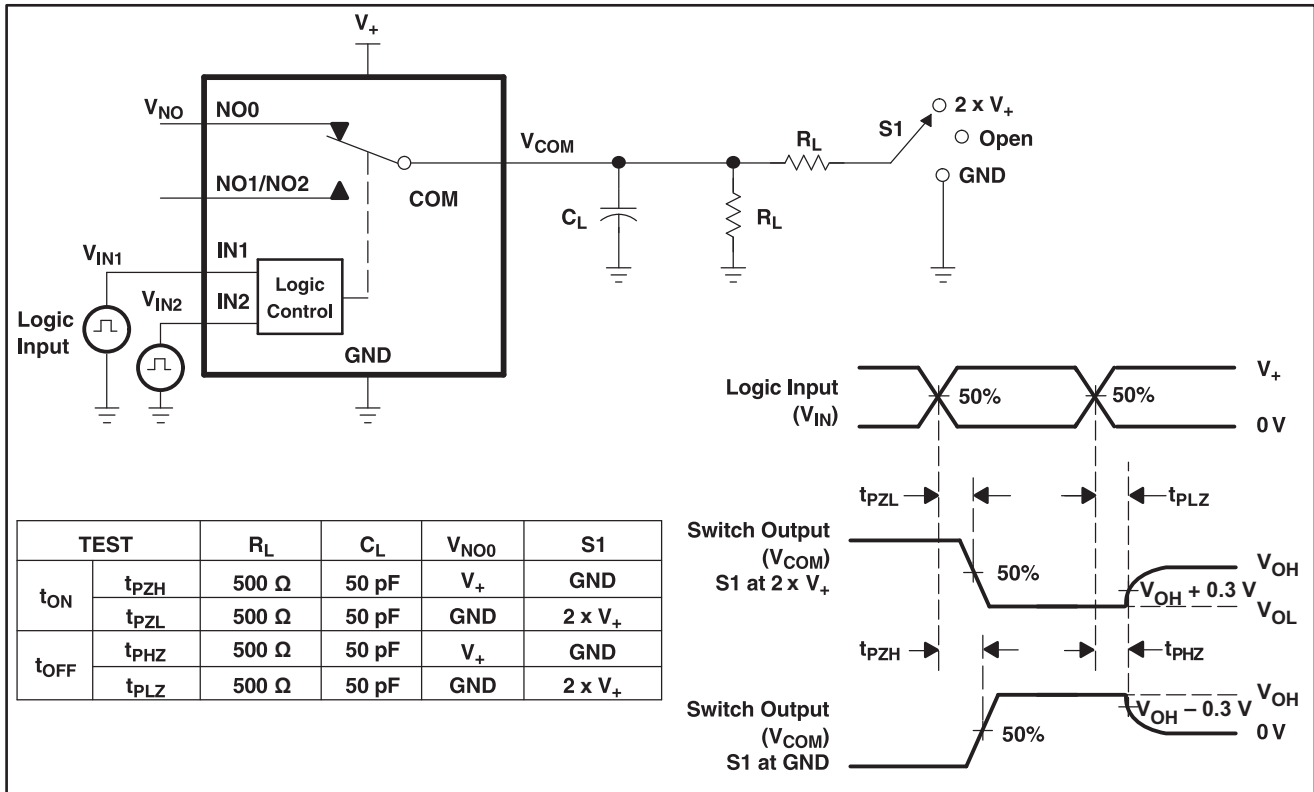 V+
VNO NO0
NO1/NO2
COM
VCOM
CL
RL
RL
S1
2 x V+
Open
GND
VIN1 IN1
VIN2 IN2
Logic
Control
Logic
Input
GND
Logic Input
(VIN)
50%
50%
V+
0 V
tPZL
tPLZ
Switch Output
(VCOM)
S1 at 2 x V+
50%
VOH
VOH + 0.3 V
VOL
tPZH
tPHZ
Switch Output
(VCOM)
S1 at GND
50%
VOH
VOH – 0.3 V
0 V
TEST RL CL VNO0 S1
tON tPZH 500 Ω 50 pF V+ GND
tPZL 500 Ω 50 pF GND 2 x V+
tOFF tPHZ 500 Ω 50 pF V+ GND
tPLZ 500 Ω 50 pF GND 2 x V+